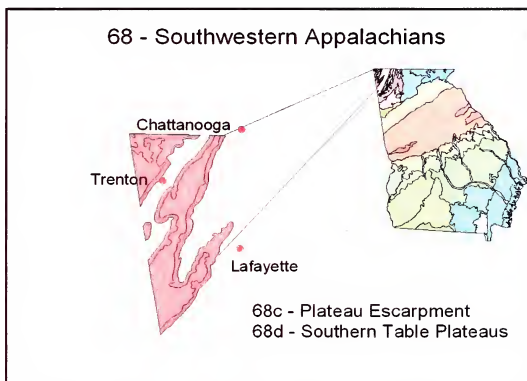 68 - Southwestern Appalachians
Chattanooga
Trenton
Lafayette
68c - Plateau Escarpment
68d - Southern Table Plateaus